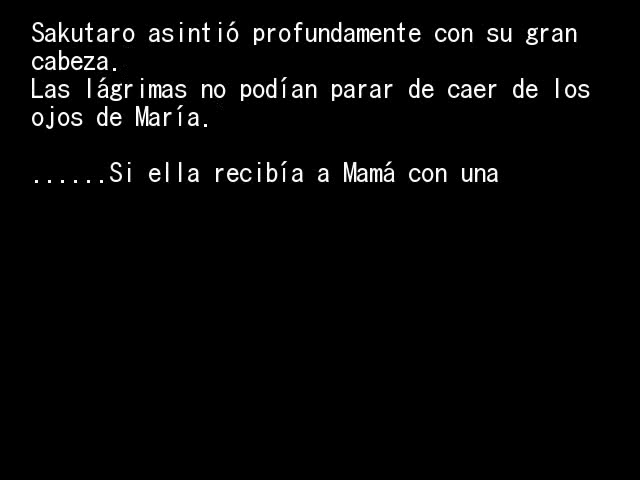 Sakutaro asintió profundamente con su gran
cabeza.
Las lágrimas no podían parar de caer de los
ojos de María.
......Si ella recibía a Mamá con una